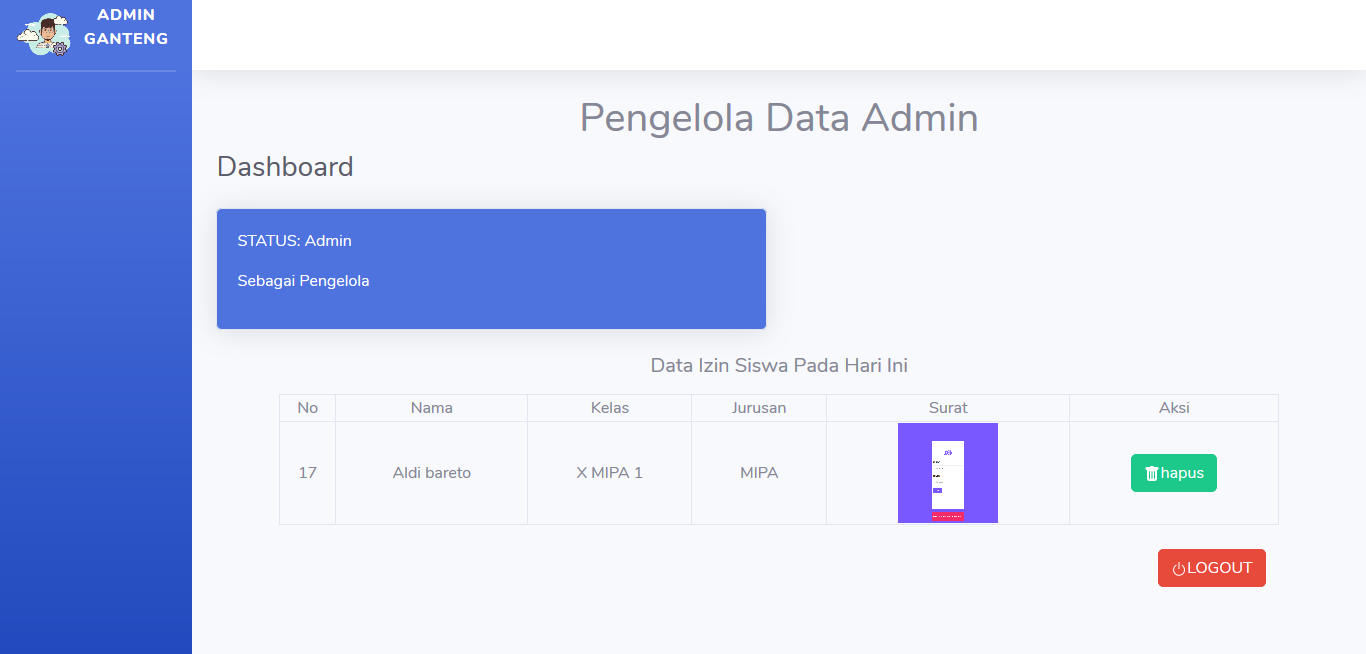 ADMIN
GANTENG
Pengelola Data Admin
Dashboard
STATUS: Admin
Sebagai Pengelola
Data Izin Siswa Pada Hari Ini
No Nama Kelas Jurusan Surat Aksi
17 Aldi bareto X MIPA 1 MIPA hapus
LOGOUT